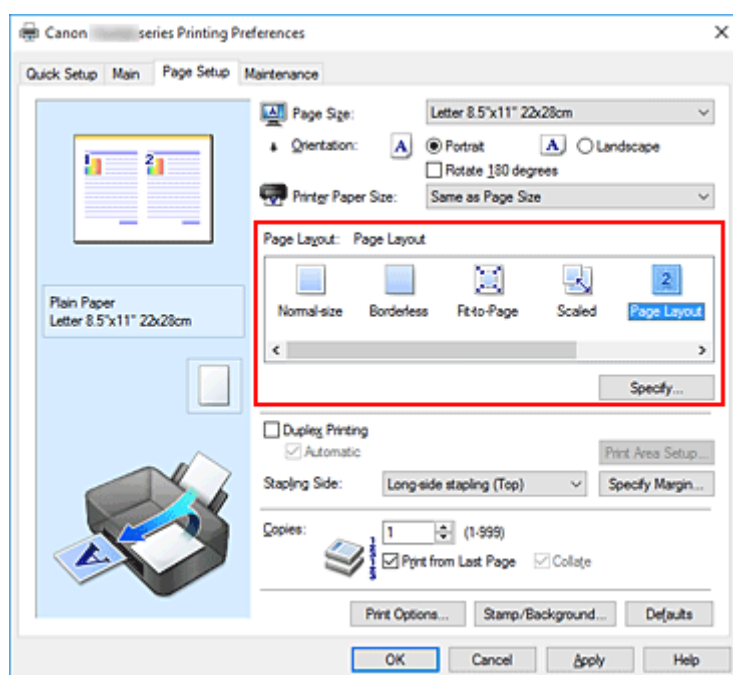 Canon series Printing Preferences
Quick Setup Main Page Setup Maintenance
1 2
Plain Paper
Letter 8.5"x11" 22x28cm
Page Size: Letter 8.5"x11" 22x28cm
Orientation: A Portrait A Landscape
Rotate 180 degrees
Printer Paper Size: Same as Page Size
Page Layout: Page Layout
2
Normal-size Borderless Fit-to-Page Scaled Page Layout
Specify...
Duplex Printing
Automatic Print Area Setup...
Stapling Side: Long-side stapling (Top) Specify Margin...
Copies: 1 (1-999)
Print from Last Page Collate
A
Print Options... Stamp/Background... Defaults
OK Cancel Apply Help